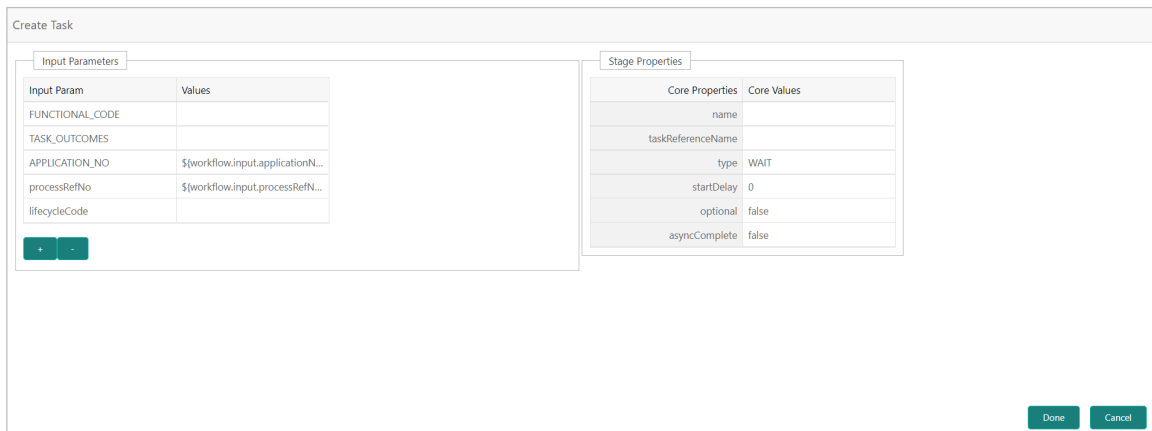 Create Task
Input Parameters
Input Param Values
FUNCTIONAL_CODE
TASK_OUTCOMES
APPLICATION_NO ${workflow.input.applicationN...
processRefNo ${workflow.input.processRefN...
lifecycleCode
+ -
Stage Properties
Core Properties Core Values
name
taskReferenceName
type WAIT
startDelay 0
optional false
asyncComplete false
Done Cancel